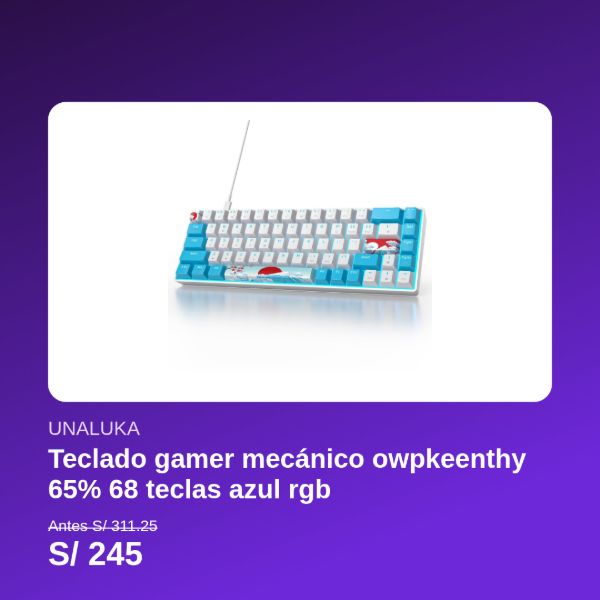 UNALUKA
Teclado gamer mecánico owpkeenthy
65% 68 teclas azul rgb
Antes S/ 311.25
S/ 245